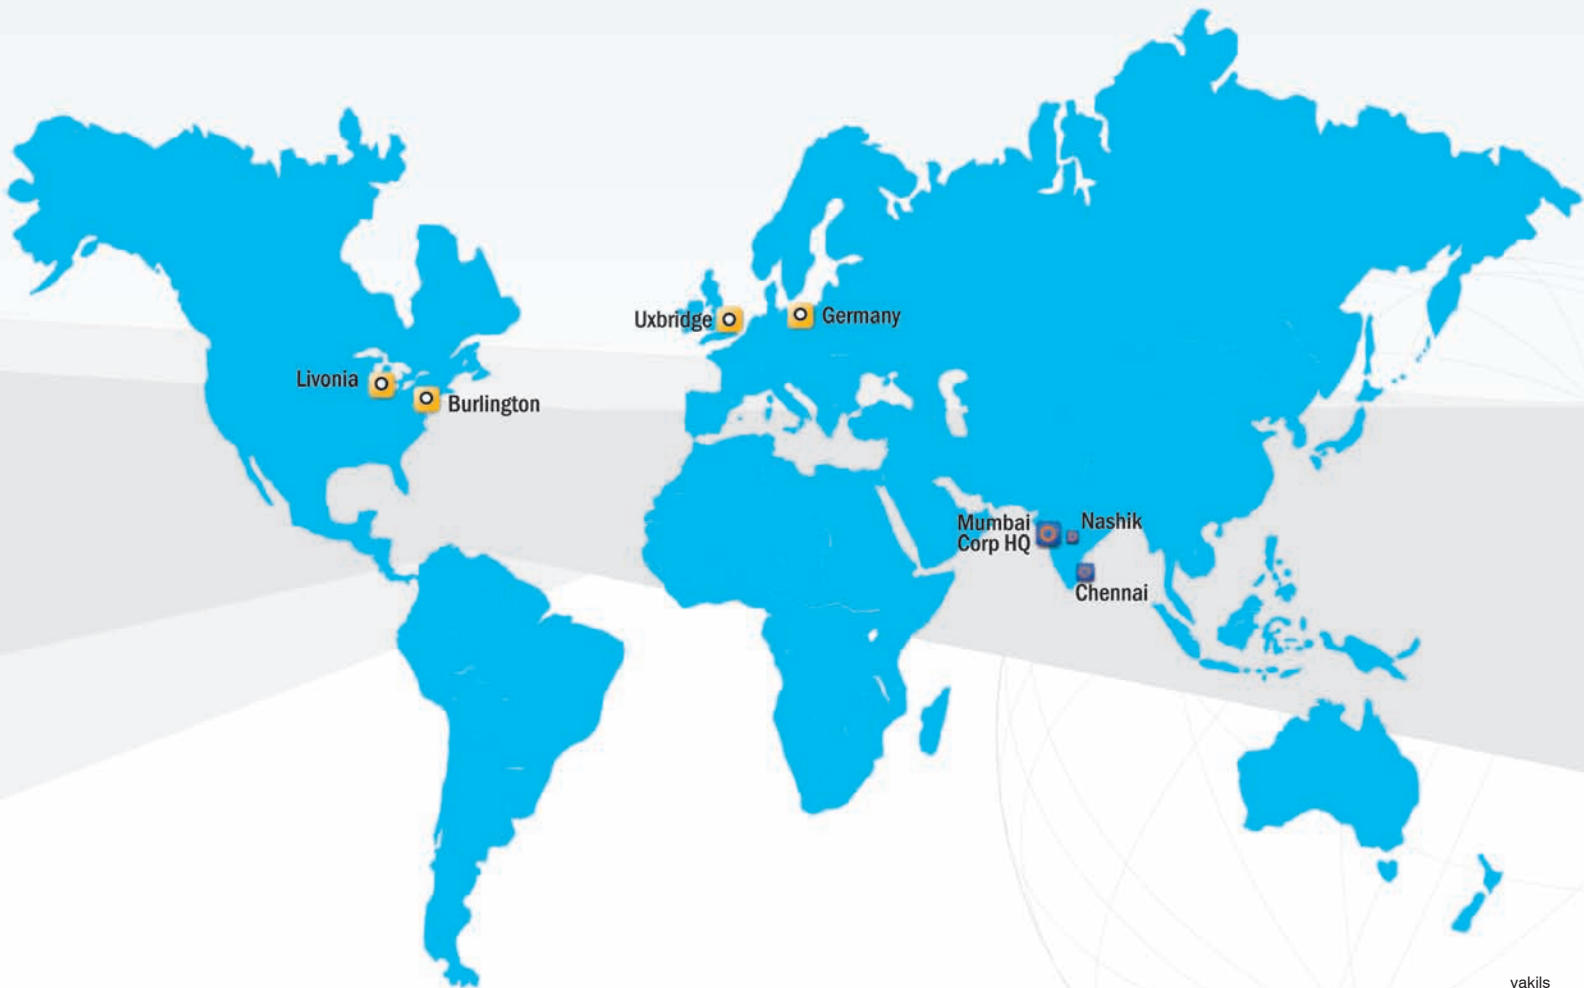 Uxbridge
Germany
Livonia
Burlington
Mumbai
Corp HQ
Nashik
Chennai
vakils